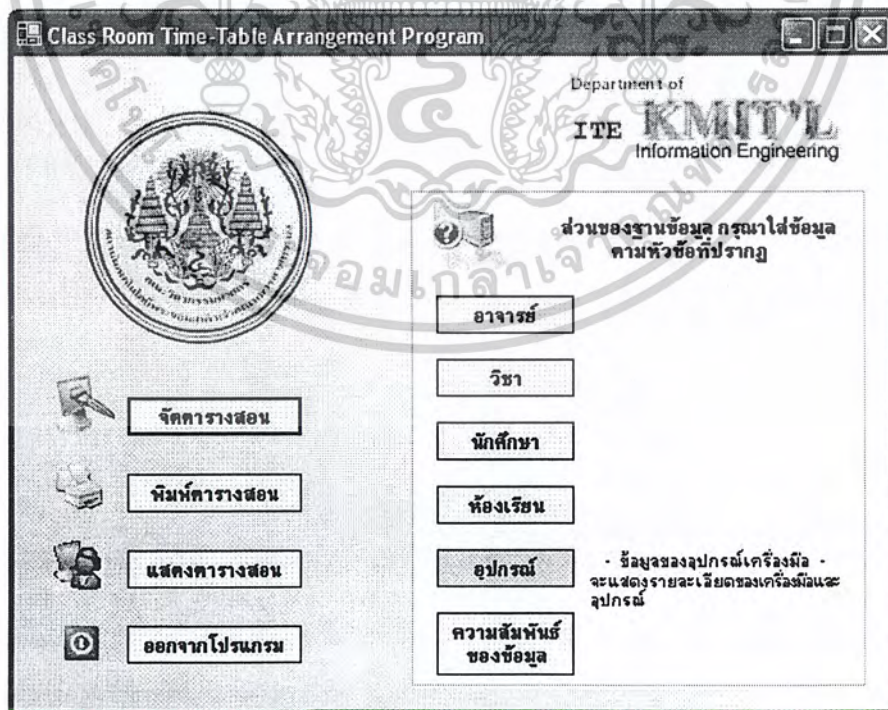 Class Room Time-Table Arrangement Program
Department of
ITE KMIT'L
Information Engineering
ส่วนของฐานข้อมูล กรุณาใส่ข้อมูล
ตามหัวข้อที่ปรากฏ
อาจารย์
วิชา
นักศึกษา
ห้องเรียน
อุปกรณ์
- ข้อมูลของอุปกรณ์เครื่องมือ -
จะแสดงรายละเอียดของเครื่องมือและ
อุปกรณ์
ความสัมพันธ์
ของข้อมูล
จัดตารางสอน
พิมพ์ตารางสอน
แสดงตารางสอน
ออกจากโปรแกรม